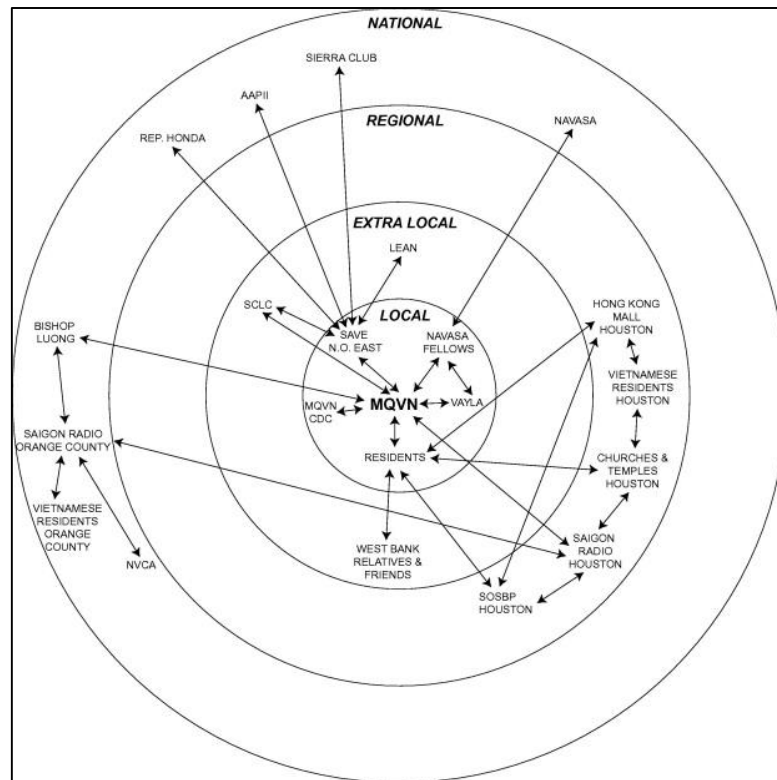 NATIONAL
SIERRA CLUB
AAPII
REP. HONDA
REGIONAL
NAVASA
EXTRA LOCAL
LEAN
SCLC
LOCAL
SAVE
N.O. EAST
NAVASA
FELLOWS
HONG KONG
MALL
HOUSTON
BISHOP
LUONG
VIETNAMESE
RESIDENTS
HOUSTON
MQVN
CDC
MQVN
VAYLA
SAIGON RADIO
ORANGE COUNTY
RESIDENTS
CHURCHES &
TEMPLES
HOUSTON
VIETNAMESE
RESIDENTS
ORANGE
COUNTY
NVCA
WEST BANK
RELATIVES &
FRIENDS
SAIGON
RADIO
HOUSTON
SOSBP
HOUSTON